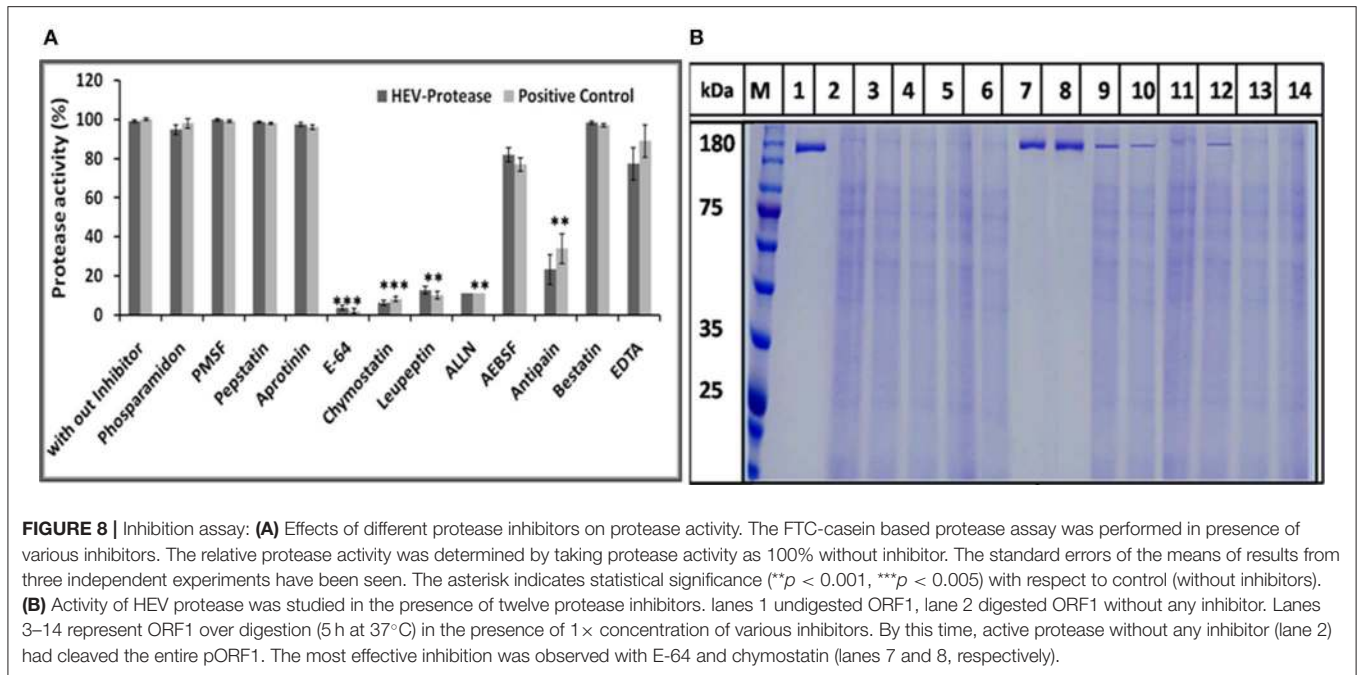 A
B
120
100
80
60
40
20
0
Protease activity (%)
HEV-Protease Positive Control
***
***
**
**
**
with out Inhibitor
Phosparamidon
PMSF
Pepstatin
Aprotinin
E-64
Chymostatin
Leupeptin
ALLN
AEBSF
Antipain
Bestatin
EDTA
kDa M 1 2 3 4 5 6 7 8 9 10 11 12 13 14
180
75
35
25
FIGURE 8 | Inhibition assay: (A) Effects of different protease inhibitors on protease activity. The FTC-casein based protease assay was performed in presence of
various inhibitors. The relative protease activity was determined by taking protease activity as 100% without inhibitor. The standard errors of the means of results from
three independent experiments have been seen. The asterisk indicates statistical significance (**p < 0.001, ***p < 0.005) with respect to control (without inhibitors).
(B) Activity of HEV protease was studied in the presence of twelve protease inhibitors. lanes 1 undigested ORF1, lane 2 digested ORF1 without any inhibitor. Lanes
3–14 represent ORF1 over digestion (5 h at 37°C) in the presence of 1× concentration of various inhibitors. By this time, active protease without any inhibitor (lane 2)
had cleaved the entire pORF1. The most effective inhibition was observed with E-64 and chymostatin (lanes 7 and 8, respectively).